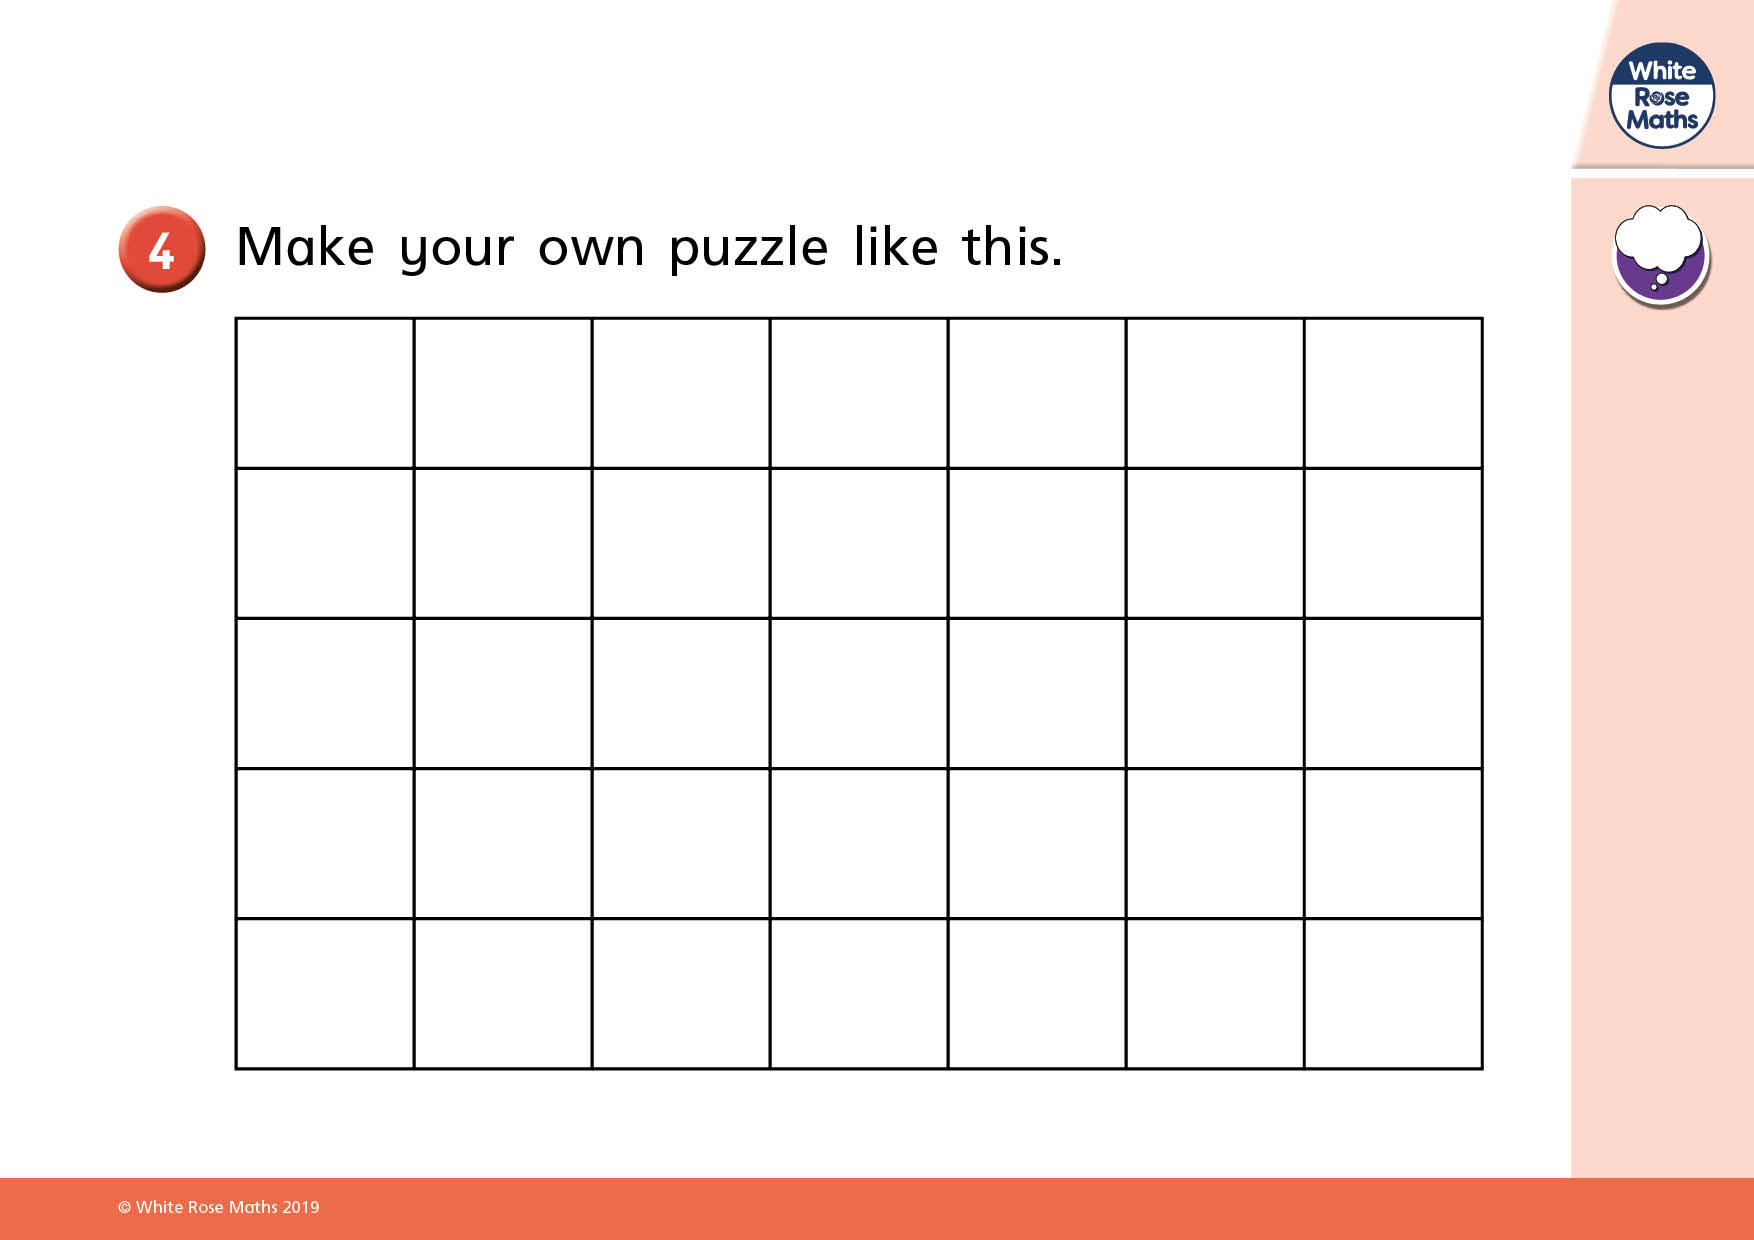 White
Rose
Maths
4 Make your own puzzle like this.
© White Rose Maths 2019